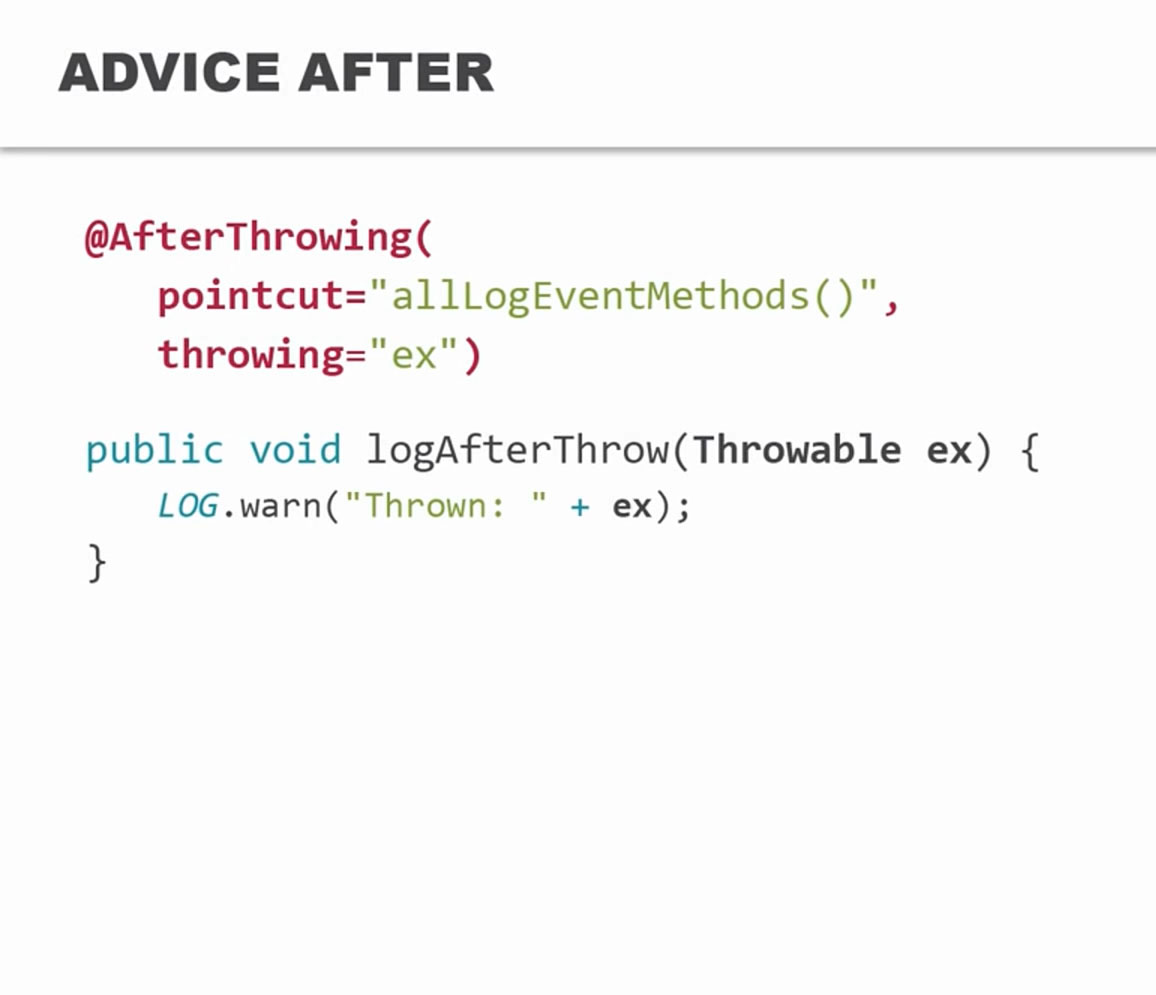 ADVICE AFTER
@AfterThrowing(
pointcut="allLogEventMethods()",
throwing="ex")
public void logAfterThrow(Throwable ex) {
LOG.warn("Thrown: " + ex);
}